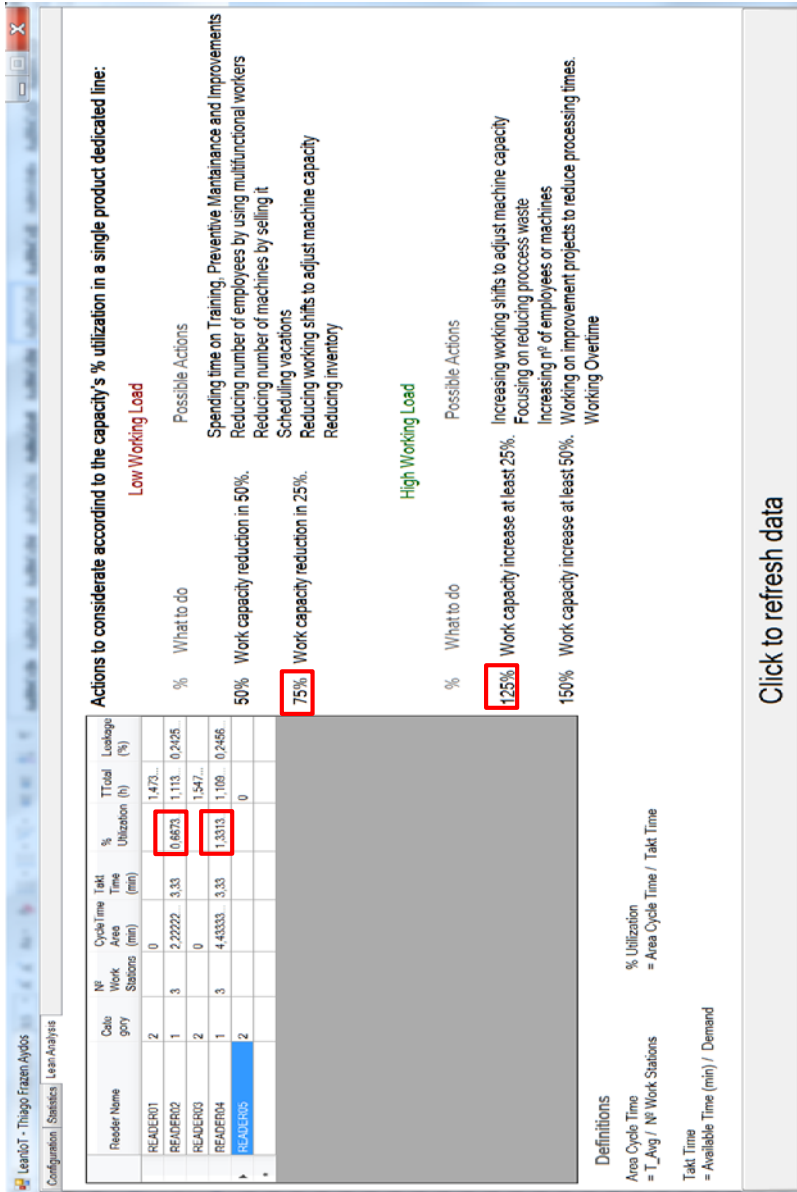 LeanIoT - Thiago Frazen Aydos
Configuration Statistics Lean Analysis
Reader Name Cate gory Nº Work Stations CycleTime Area (min) Takt Time (min) % Utilization TTotal (h) Leakage (%)
READER01 2 0 1,473...
READER02 1 3 2,22222... 3,33 0,6673... 1,113... 0,2425...
READER03 2 0 1,547...
READER04 1 3 4,43333... 3,33 1,3313... 1,109... 0,2456...
READER05 2 0
Actions to considerate accordind to the capacity's % utilization in a single product dedicated line:
Low Working Load
% What to do Possible Actions
Spending time on Training, Preventive Mantainance and Improvements
50% Work capacity reduction in 50%. Reducing number of employees by using multifunctional workers
Reducing number of machines by selling it
Scheduling vacations
75% Work capacity reduction in 25%. Reducing working shifts to adjust machine capacity
Reducing inventory
High Working Load
% What to do Possible Actions
125% Work capacity increase at least 25%. Increasing working shifts to adjust machine capacity
Focusing on reducing proccess waste
Increasing nº of employees or machines
150% Work capacity increase at least 50%. Working on improvement projects to reduce processing times.
Working Overtime
Definitions
Area Cycle Time
= T_Avg / Nº Work Stations
% Utilization
= Area Cycle Time / Takt Time
Takt Time
= Available Time (min) / Demand
Click to refresh data